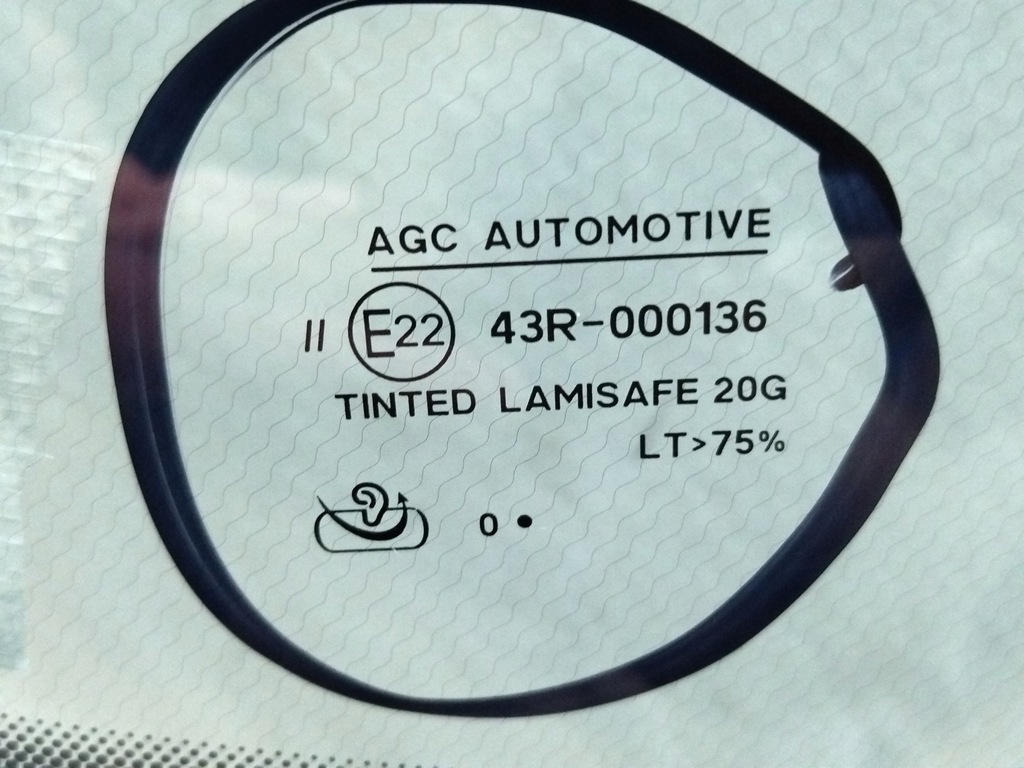 AGC AUTOMOTIVE
II E22 43R-000136
TINTED LAMISAFE 20G
LT>75%
0 •